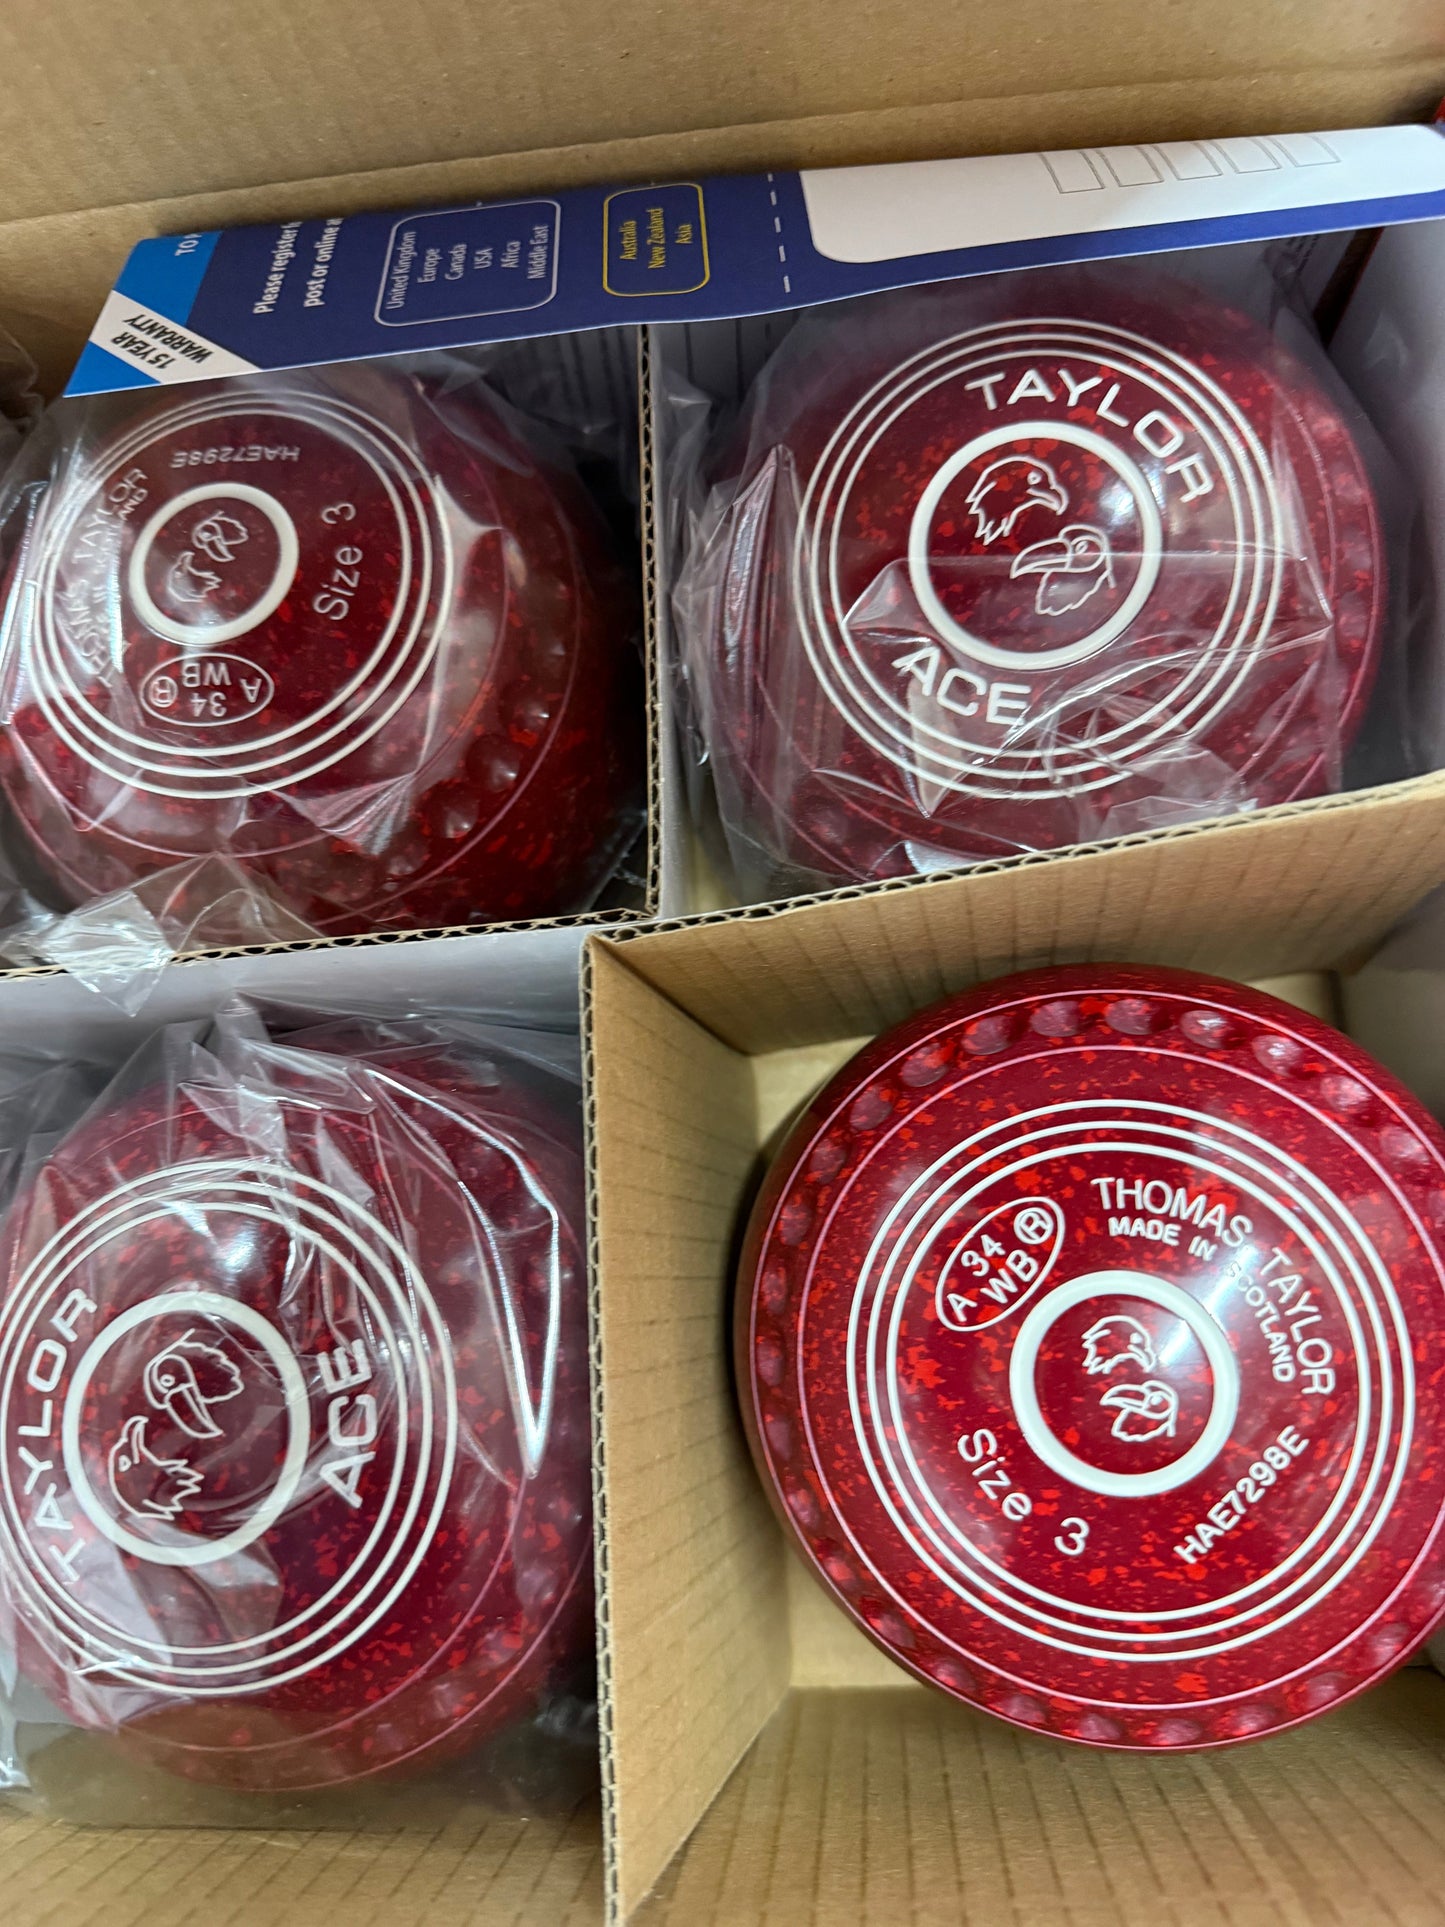 15 YEAR
WARRANTY
Please register
post or online
United Kingdom
Europe
Canada
USA
Africa
Middle East
Australia
New Zealand
Asia
THOMAS TAYLOR
HAE7298E
Size 3
A 34 ®
WB
TAYLOR
ACE
TAYLOR
ACE
THOMAS TAYLOR
MADE IN SCOTLAND
A 34 ®
WB
Size 3
HAE7298E